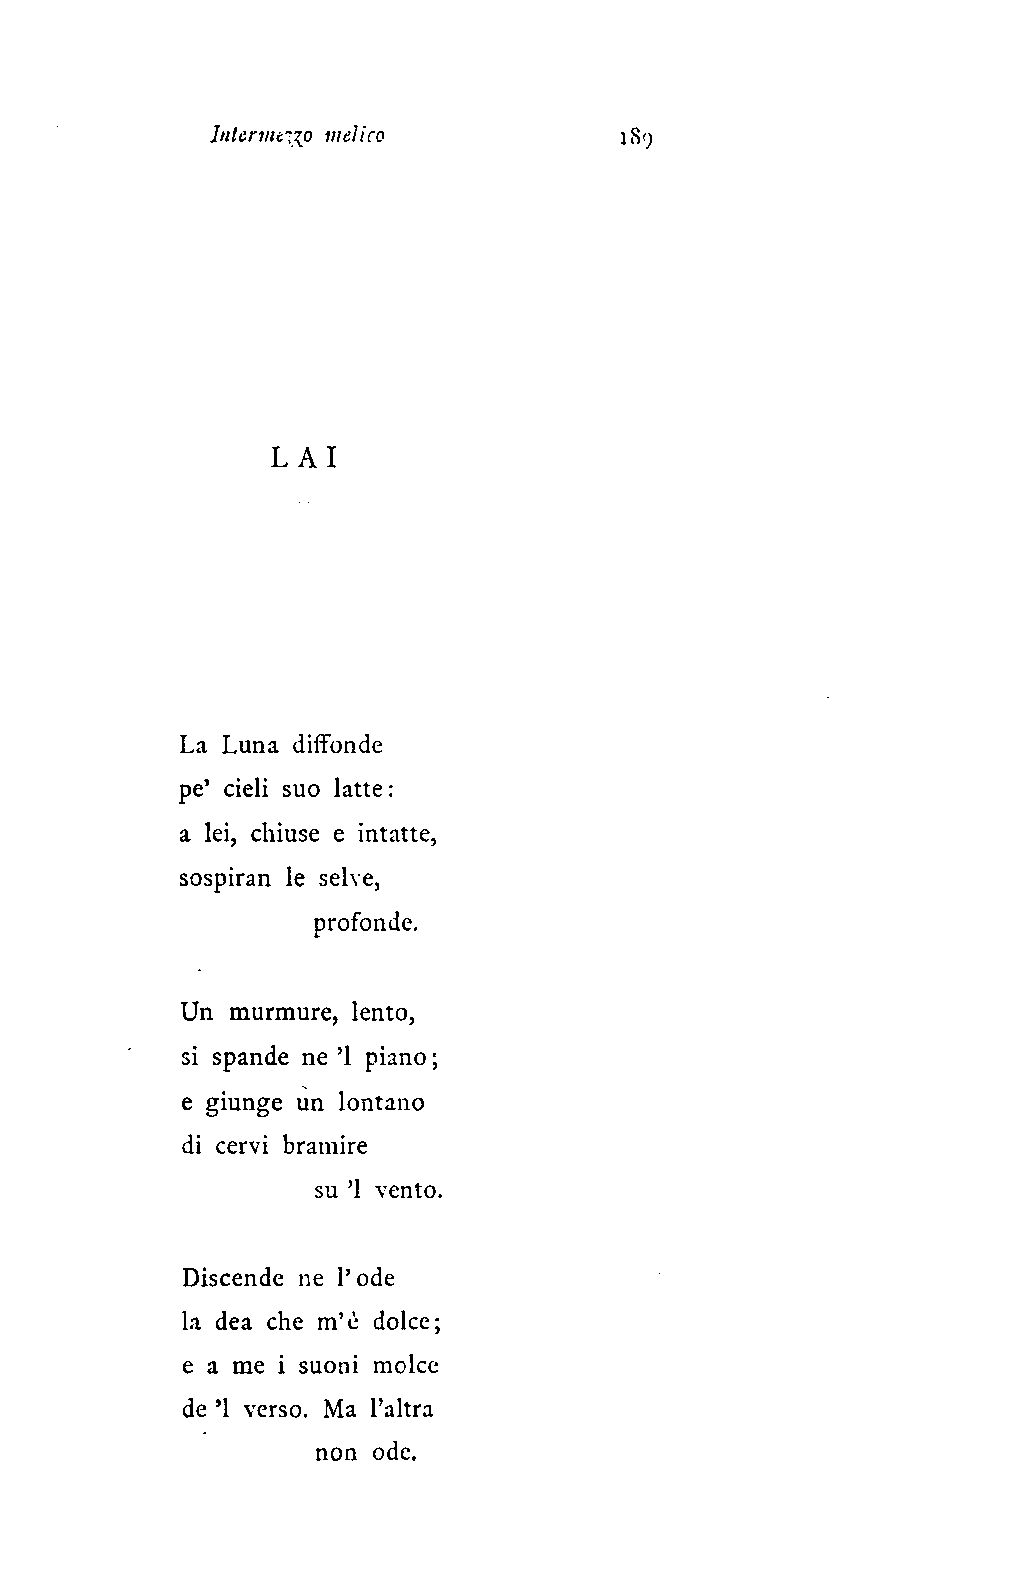 Intermezzo melico 189
LAI
La Luna diffonde
pe' cieli suo latte:
a lei, chiuse e intatte,
sospiran le selve,
profonde.
Un murmure, lento,
si spande ne 'l piano;
e giunge un lontano
di cervi bramire
su 'l vento.
Discende ne l'ode
la dea che m'è dolce;
e a me i suoni molce
de 'l verso. Ma l'altra
non ode.